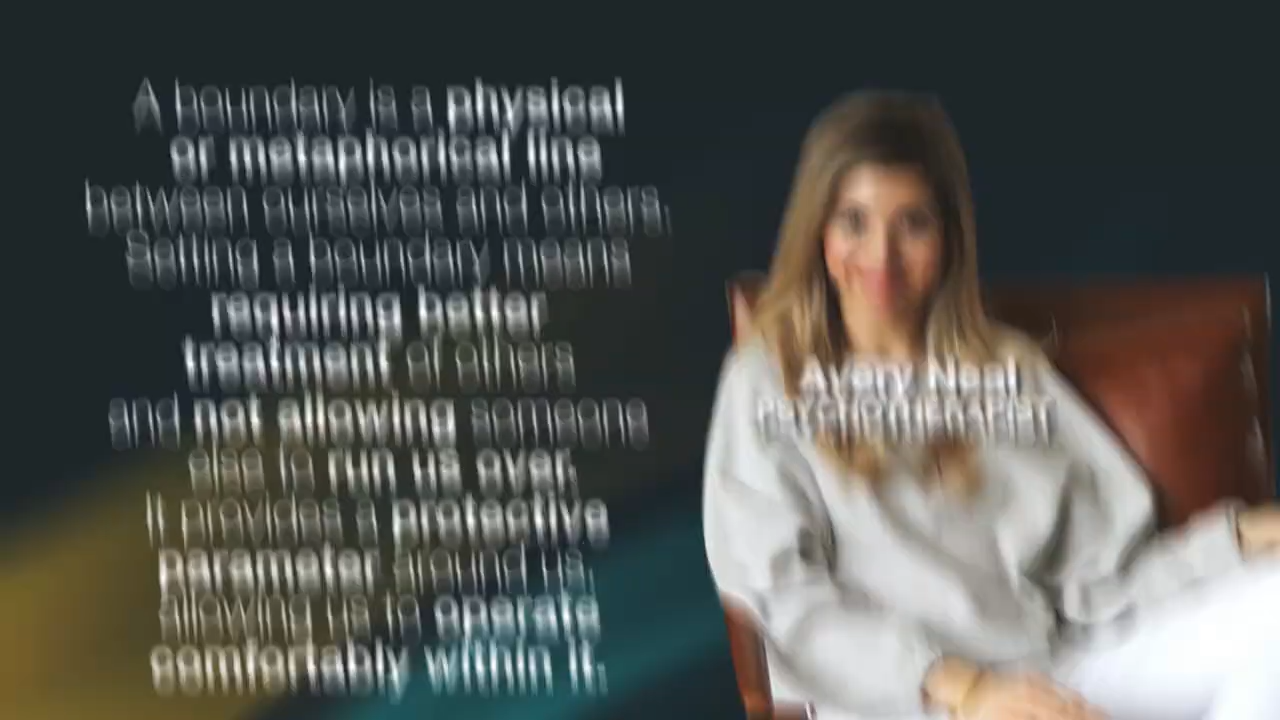 A boundary is a physical
or metaphorical line
between ourselves and others.
Setting a boundary means
requiring better
treatment of others
and not allowing someone
else to run us over.
It provides a protective
parameter around us,
allowing us to operate
comfortably within it.
Avery Neal
PSYCHOTHERAPIST